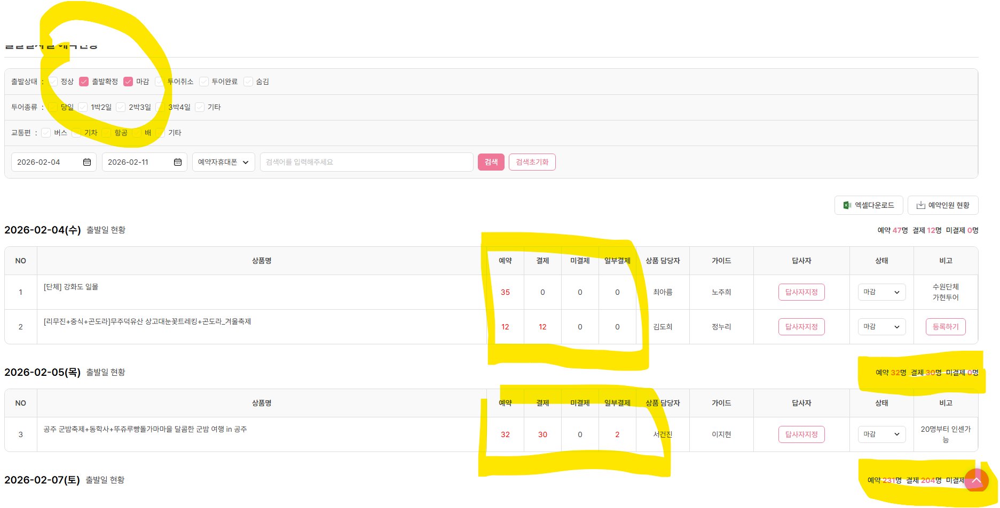 출발상태 : 정상 출발확정 마감 투어취소 투어완료 숨김
투어종류 : 당일 1박2일 2박3일 3박4일 기타
교통편 : 버스 기차 항공 배 기타
2026-02-04 2026-02-11 예약자휴대폰 검색어를 입력해주세요 검색 검색초기화
엑셀다운로드 예약인원 현황
2026-02-04(수) 출발일 현황 예약 47명 결제 12명 미결제 0명
NO 상품명 예약 결제 미결제 일부결제 상품 담당자 가이드 답사자 상태 비고
1 [단체] 강화도 일몰 35 0 0 0 최아름 노주희 답사자지정 마감 수원단체
가현투어
2 [리무진+중식+곤도라]무주덕유산 상고대눈꽃트레킹+곤도라_겨울축제 12 12 0 0 김도희 정누리 답사자지정 마감 등록하기
2026-02-05(목) 출발일 현황 예약 32명 결제 30명 미결제 0명
NO 상품명 예약 결제 미결제 일부결제 상품 담당자 가이드 답사자 상태 비고
3 공주 군밤축제+동학사+뚜쥬루빵돌가마마을 달콤한 군밤 여행 in 공주 32 30 0 2 서건진 이지현 답사자지정 마감 20명부터 인센가
능
2026-02-07(토) 출발일 현황 예약 231명 결제 204명 미결제